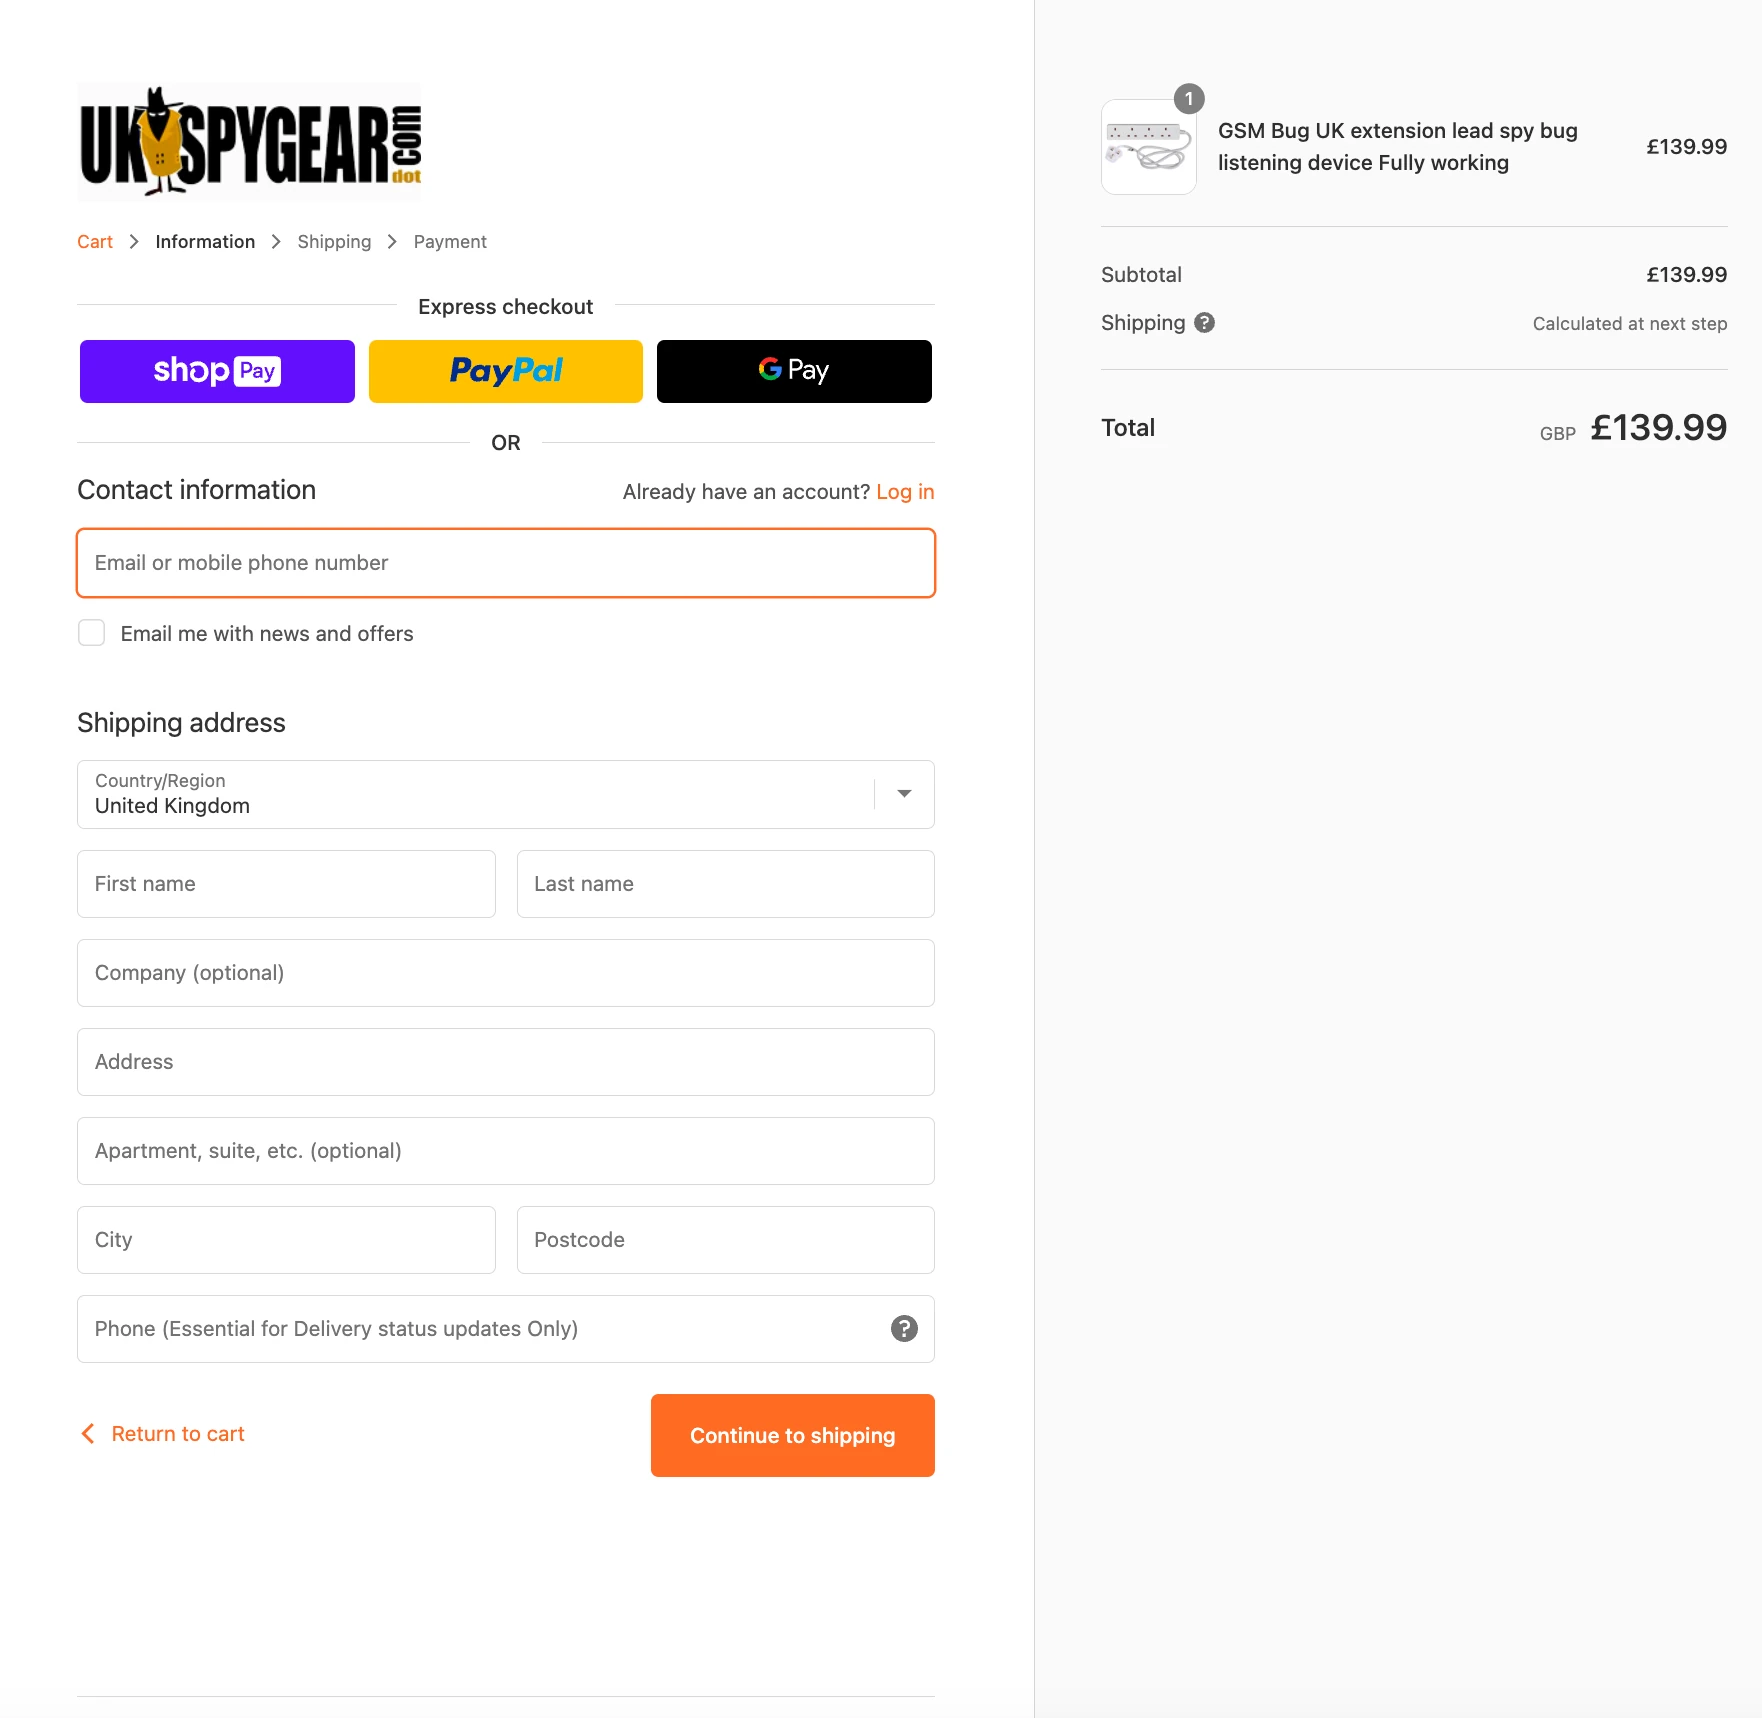 UKSPYGEAR dot com
Cart > Information > Shipping > Payment
Express checkout
shop Pay
PayPal
G Pay
OR
Contact information
Already have an account? Log in
Email or mobile phone number
Email me with news and offers
Shipping address
Country/Region
United Kingdom
First name
Last name
Company (optional)
Address
Apartment, suite, etc. (optional)
City
Postcode
Phone (Essential for Delivery status updates Only)
?
Return to cart
Continue to shipping
1
GSM Bug UK extension lead spy bug
listening device Fully working
£139.99
Subtotal
£139.99
Shipping ?
Calculated at next step
Total
GBP £139.99